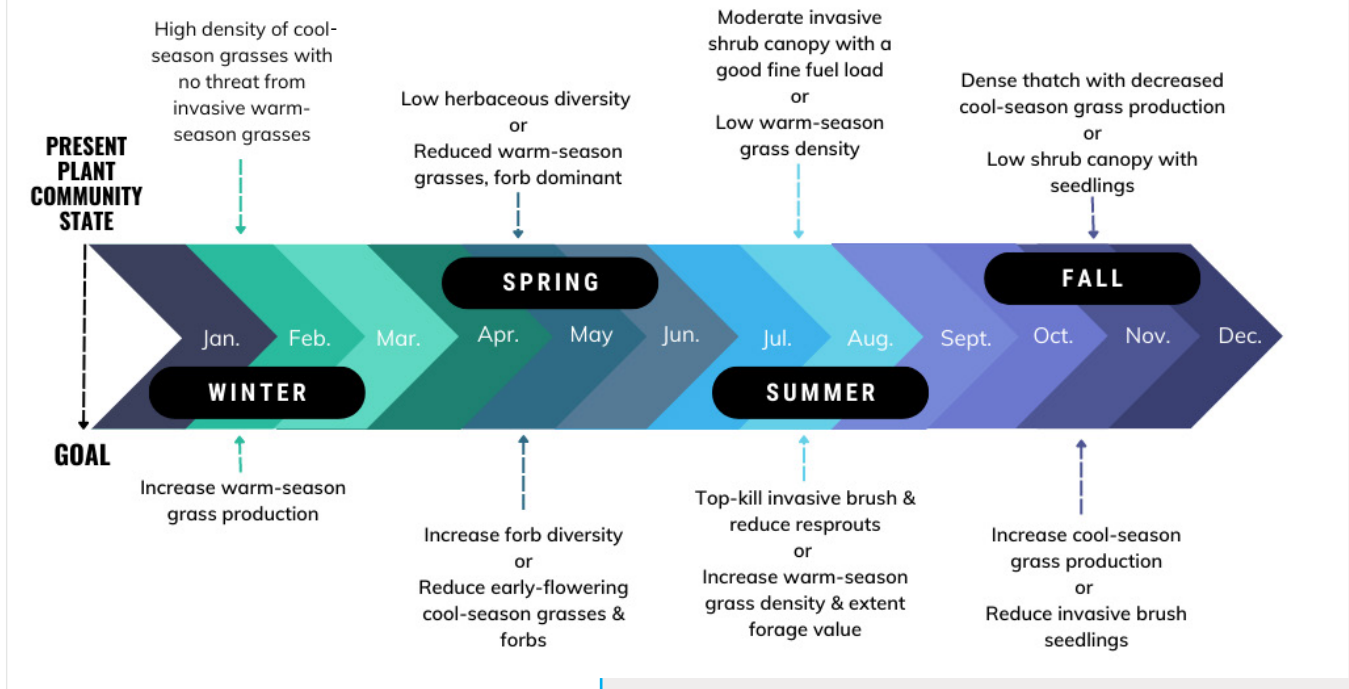 High density of cool-
season grasses with
no threat from
invasive warm-
season grasses
Low herbaceous diversity
or
Reduced warm-season
grasses, forb dominant
Moderate invasive
shrub canopy with a
good fine fuel load
or
Low warm-season
grass density
Dense thatch with decreased
cool-season grass production
or
Low shrub canopy with
seedlings
PRESENT
PLANT
COMMUNITY
STATE
SPRING
FALL
Jan.
Feb.
Mar.
Apr.
May
Jun.
Jul.
Aug.
Sept.
Oct.
Nov.
Dec.
WINTER
SUMMER
GOAL
Increase warm-season
grass production
Increase forb diversity
or
Reduce early-flowering
cool-season grasses &
forbs
Top-kill invasive brush &
reduce resprouts
or
Increase warm-season
grass density & extent
forage value
Increase cool-season
grass production
or
Reduce invasive brush
seedlings